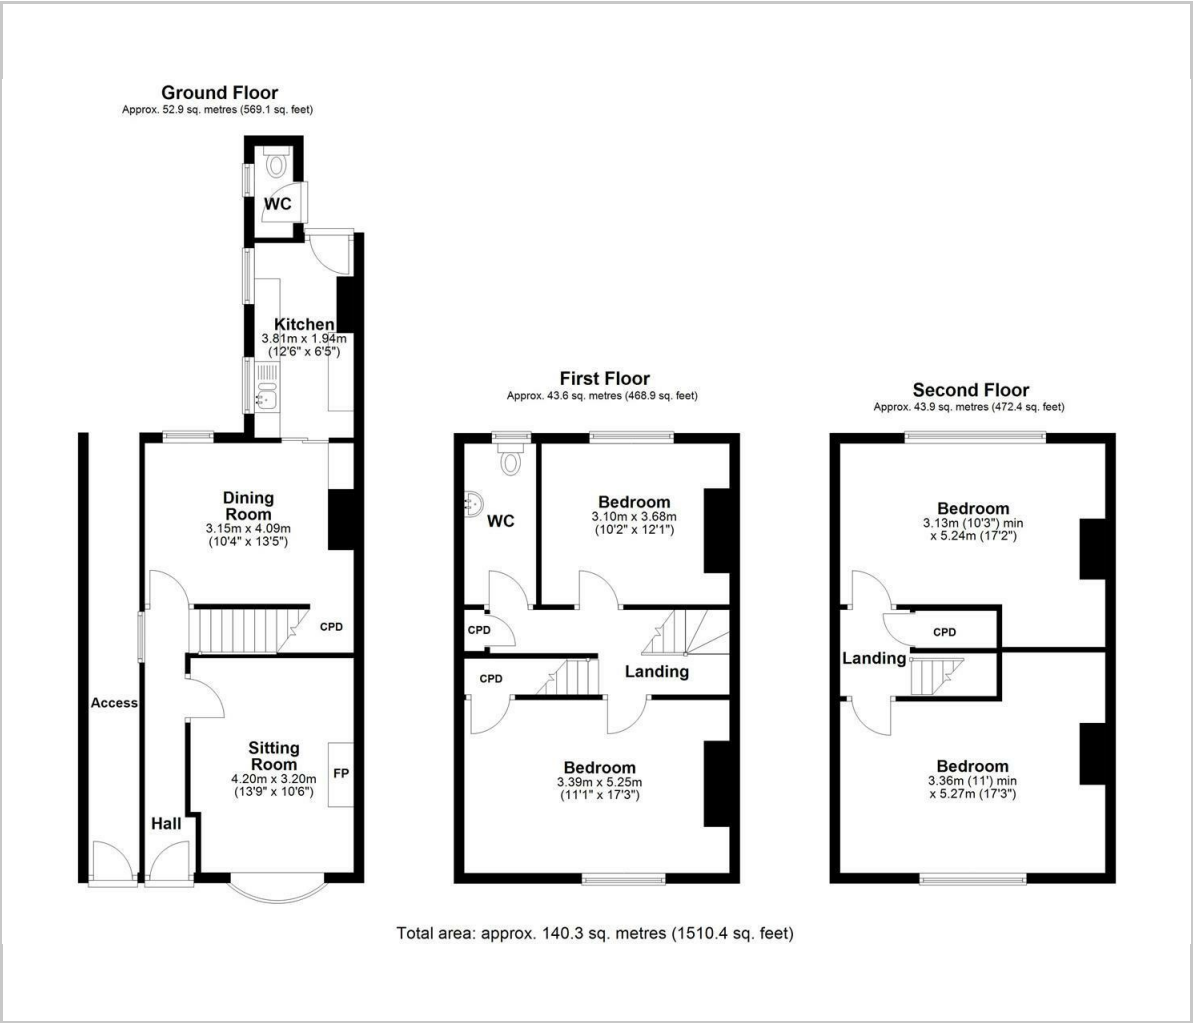 Ground Floor
Approx. 52.9 sq. metres (569.1 sq. feet)
WC
Kitchen
3.81m x 1.94m
(12'6" x 6'5")
Dining
Room
3.15m x 4.09m
(10'4" x 13'5")
CPD
Access
Sitting
Room
4.20m x 3.20m
(13'9" x 10'6")
FP
Hall
First Floor
Approx. 43.6 sq. metres (468.9 sq. feet)
WC
Bedroom
3.10m x 3.68m
(10'2" x 12'1")
CPD
CPD
Landing
Bedroom
3.39m x 5.25m
(11'1" x 17'3")
Second Floor
Approx. 43.9 sq. metres (472.4 sq. feet)
Bedroom
3.13m (10'3") min
x 5.24m (17'2")
CPD
Landing
Bedroom
3.36m (11') min
x 5.27m (17'3")
Total area: approx. 140.3 sq. metres (1510.4 sq. feet)